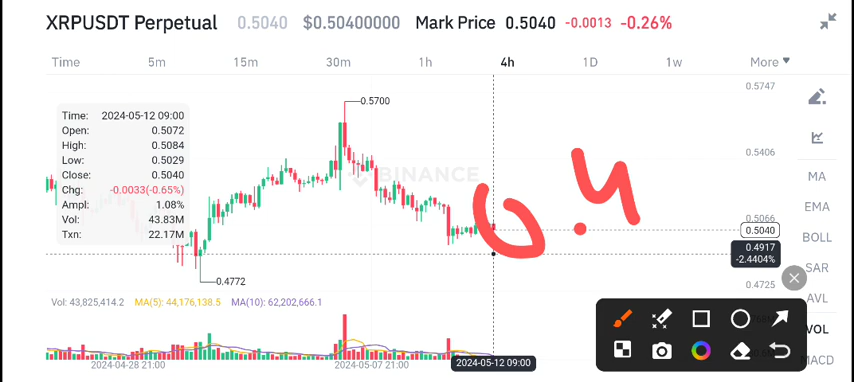 XRPUSDT Perpetual 0.5040 $0.50400000 Mark Price 0.5040 -0.0013 -0.26%
Time 5m 15m 30m 1h 4h 1D 1w More
Time: 2024-05-12 09:00
Open: 0.5072
High: 0.5084
Low: 0.5029
Close: 0.5040
Chg: -0.0033(-0.65%)
Ampl: 1.08%
Vol: 43.83M
Txn: 22.17M
0.5700
BINANCE
0.4772
0.4
0.5747
0.5406
0.5066
0.5040
0.4917
-2.4404%
0.4725
MA
EMA
BOLL
SAR
AVL
VOL
MACD
Vol: 43,825,414.2 MA(5): 44,176,138.5 MA(10): 62,202,666.1
2024-04-28 21:00 2024-05-07 21:00 2024-05-12 09:00